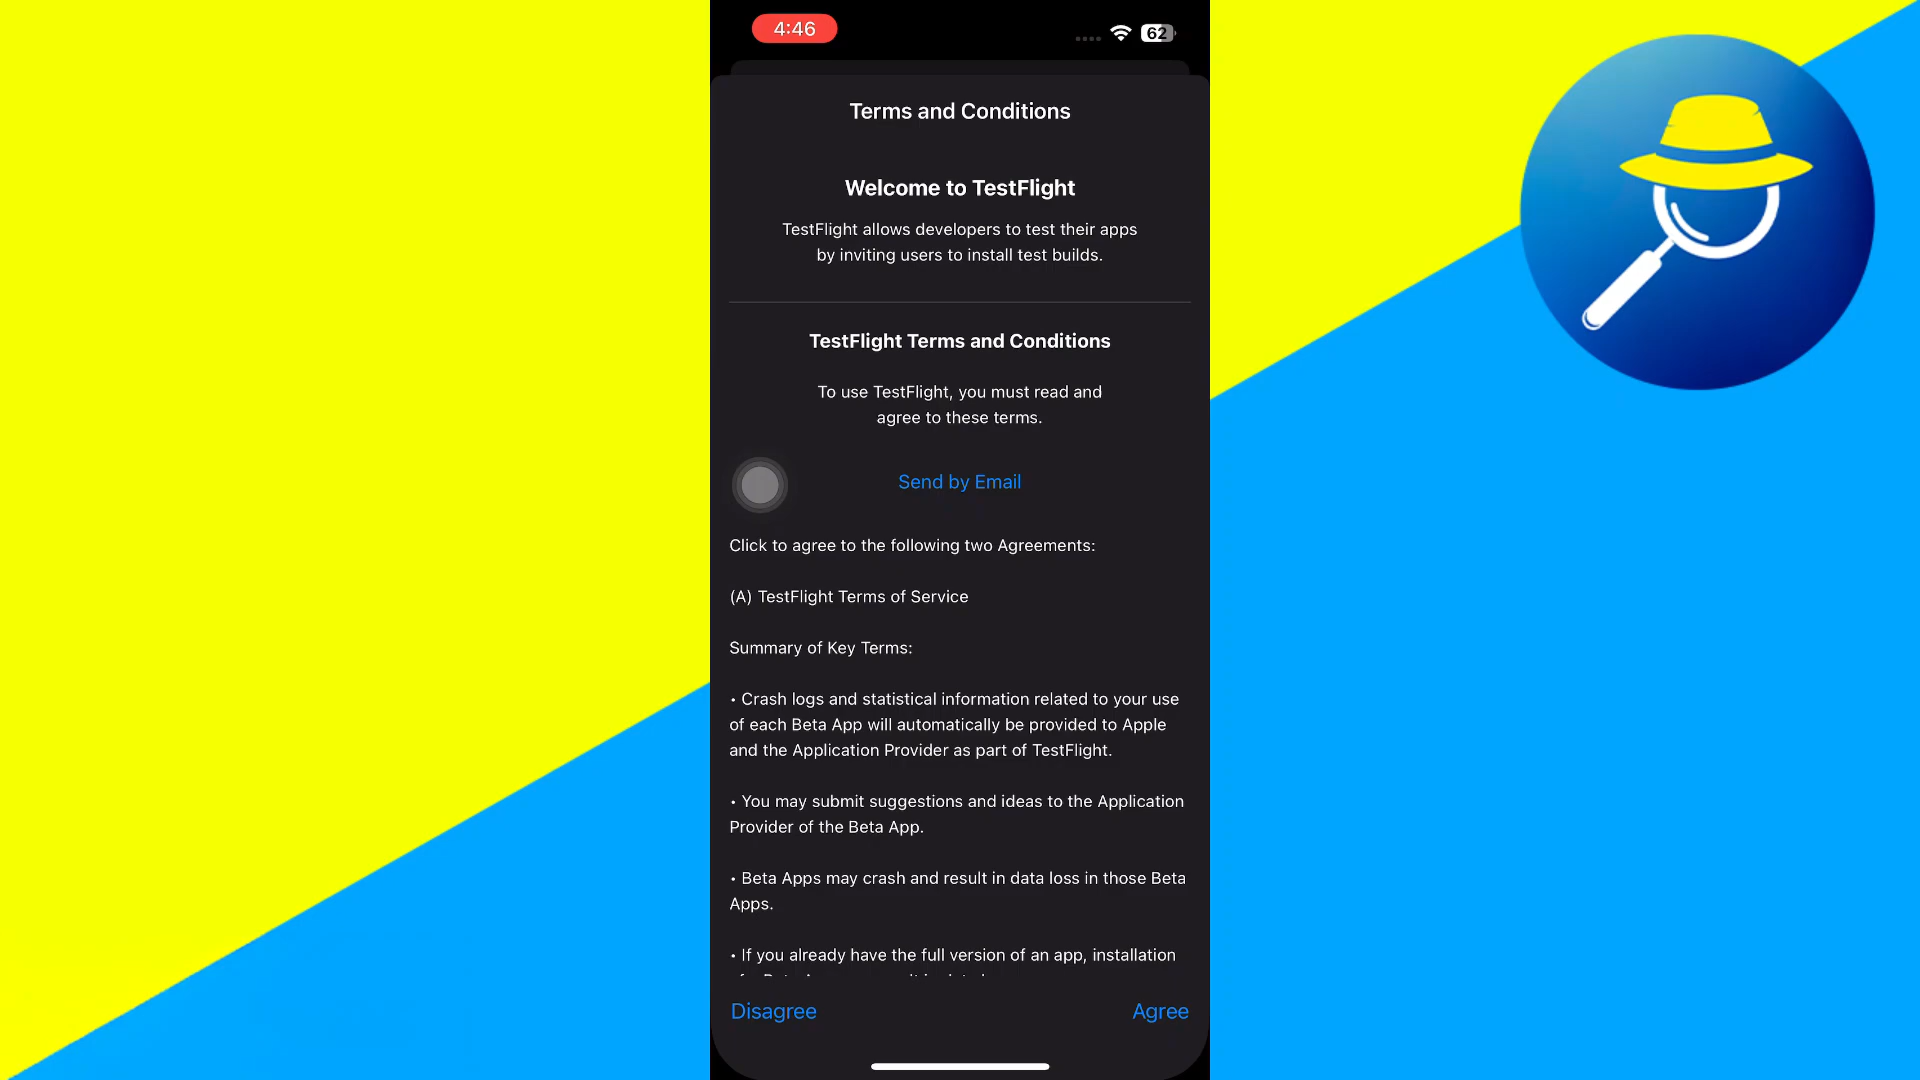 4:46
62
Terms and Conditions
Welcome to TestFlight
TestFlight allows developers to test their apps
by inviting users to install test builds.
TestFlight Terms and Conditions
To use TestFlight, you must read and
agree to these terms.
Send by Email
Click to agree to the following two Agreements:
(A) TestFlight Terms of Service
Summary of Key Terms:
• Crash logs and statistical information related to your use
of each Beta App will automatically be provided to Apple
and the Application Provider as part of TestFlight.
• You may submit suggestions and ideas to the Application
Provider of the Beta App.
• Beta Apps may crash and result in data loss in those Beta
Apps.
• If you already have the full version of an app, installation
Disagree
Agree